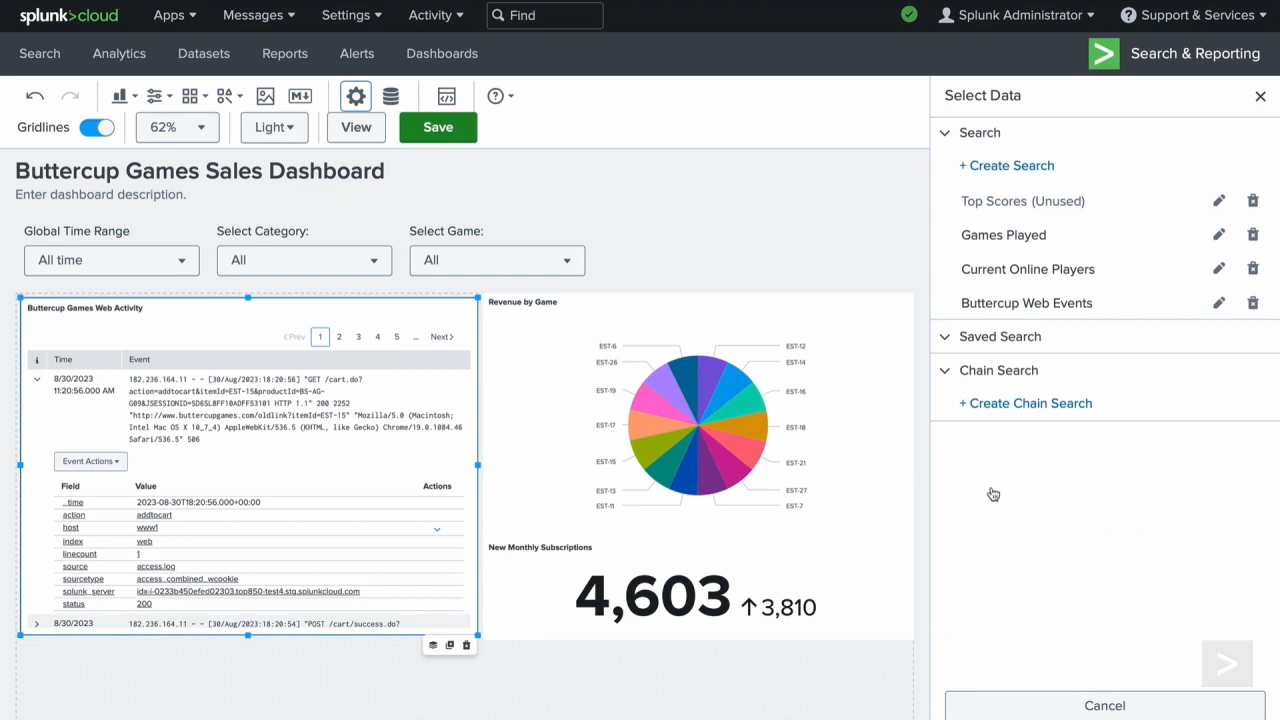 splunk>cloud Apps Messages Settings Activity Find Splunk Administrator Support & Services
Search Analytics Datasets Reports Alerts Dashboards > Search & Reporting
M↓ ?
Gridlines 62% Light View Save
Buttercup Games Sales Dashboard
Enter dashboard description.
Global Time Range Select Category: Select Game:
All time All All
Buttercup Games Web Activity
<Prev 1 2 3 4 5 ... Next>
i Time Event
8/30/2023 11:20:56.000 AM
182.236.164.11 - - [30/Aug/2023:18:20:56] "GET /cart.do?
action=addtocart&itemId=EST-15&productId=BS-AG-
G09&JSESSIONID=SD6SL8FF10ADFF53101 HTTP 1.1" 200 2252
"http://www.buttercupgames.com/oldlink?itemId=EST-15" "Mozilla/5.0 (Macintosh;
Intel Mac OS X 10_7_4) AppleWebKit/536.5 (KHTML, like Gecko) Chrome/19.0.1084.46
Safari/536.5" 506
Event Actions
Field Value Actions
_time 2023-08-30T18:20:56.000+00:00
action addtocart
host www1
index web
linecount 1
source access.log
sourcetype access_combined_wcookie
splunk_server idx-i-0233b450efed02303.top850-test4.stg.splunkcloud.com
status 200
8/30/2023 182.236.164.11 - - [30/Aug/2023:18:20:54] "POST /cart/success.do?
Revenue by Game
EST-6 EST-12
EST-26 EST-14
EST-19 EST-16
EST-17 EST-18
EST-15 EST-21
EST-13 EST-27
EST-11 EST-7
New Monthly Subscriptions
4,603 ↑3,810
Select Data
Search
+ Create Search
Top Scores (Unused)
Games Played
Current Online Players
Buttercup Web Events
Saved Search
Chain Search
+ Create Chain Search
>
Cancel